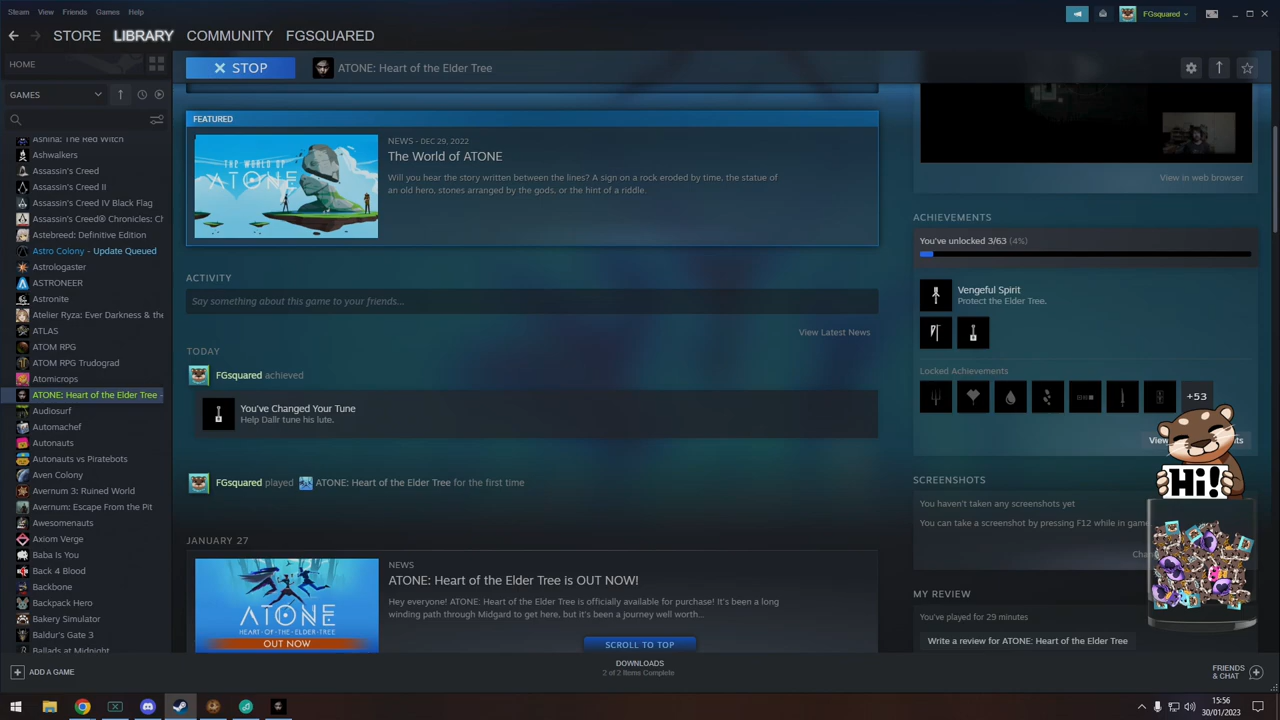 Steam View Friends Games Help
FGsquared
STORE LIBRARY COMMUNITY FGSQUARED
HOME
STOP
ATONE: Heart of the Elder Tree
GAMES
Ashina: The Red Witch
Ashwalkers
Assassin's Creed
Assassin's Creed II
Assassin's Creed IV Black Flag
Assassin's Creed® Chronicles: Ch
Astebreed: Definitive Edition
Astro Colony - Update Queued
Astrologaster
ASTRONEER
Astronite
Atelier Ryza: Ever Darkness & the
ATLAS
ATOM RPG
ATOM RPG Trudograd
Atomicrops
ATONE: Heart of the Elder Tree -
Audiosurf
Automachef
Autonauts
Autonauts vs Piratebots
Aven Colony
Avernum 3: Ruined World
Avernum: Escape From the Pit
Awesomenauts
Axiom Verge
Baba Is You
Back 4 Blood
Backbone
Backpack Hero
Bakery Simulator
Baldur's Gate 3
Ballads at Midnight
ADD A GAME
FEATURED
THE WORLD OF
ATONE
NEWS - DEC 29, 2022
The World of ATONE
Will you hear the story written between the lines? A sign on a rock eroded by time, the statue of
an old hero, stones arranged by the gods, or the hint of a riddle.
ACTIVITY
Say something about this game to your friends...
View Latest News
TODAY
FGsquared achieved
You've Changed Your Tune
Help Dallr tune his lute.
FGsquared played ATONE: Heart of the Elder Tree for the first time
JANUARY 27
ATONE
HEART·OF·THE·ELDER·TREE
OUT NOW
NEWS
ATONE: Heart of the Elder Tree is OUT NOW!
Hey everyone! ATONE: Heart of the Elder Tree is officially available for purchase! It's been a long
winding path through Midgard to get here, but it's been a journey well worth...
SCROLL TO TOP
DOWNLOADS
2 of 2 Items Complete
View in web browser
ACHIEVEMENTS
You've unlocked 3/63 (4%)
Vengeful Spirit
Protect the Elder Tree.
Locked Achievements
+53
Hi!
SCREENSHOTS
You haven't taken any screenshots yet
You can take a screenshot by pressing F12 while in game
MY REVIEW
You've played for 29 minutes
Write a review for ATONE: Heart of the Elder Tree
FRIENDS
& CHAT
15:56
30/01/2023